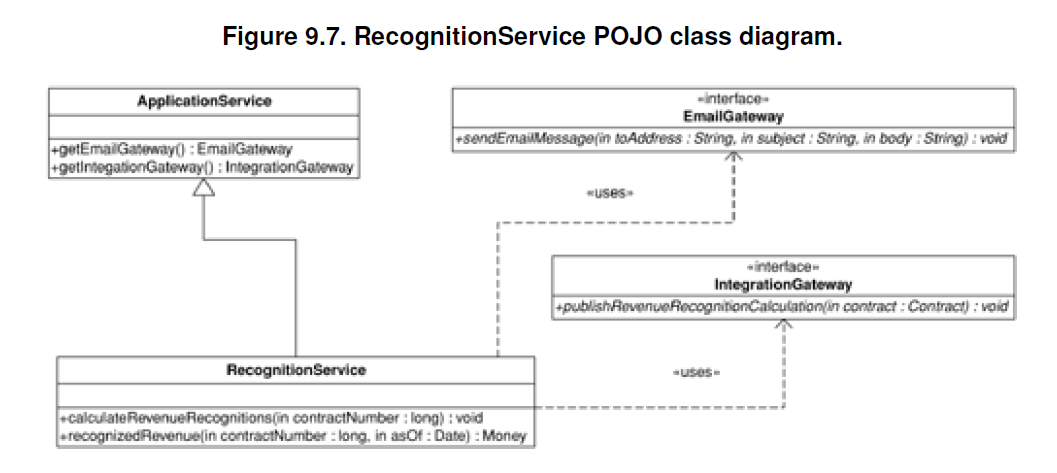 Figure 9.7. RecognitionService POJO class diagram.
ApplicationService
+getEmailGateway() : EmailGateway
+getIntegationGateway() : IntegrationGateway
«interface»
EmailGateway
+sendEmailMessage(in toAddress : String, in subject : String, in body : String) : void
«uses»
«interface»
IntegrationGateway
+publishRevenueRecognitionCalculation(in contract : Contract) : void
«uses»
RecognitionService
+calculateRevenueRecognitions(in contractNumber : long) : void
+recognizedRevenue(in contractNumber : long, in asOf : Date) : Money